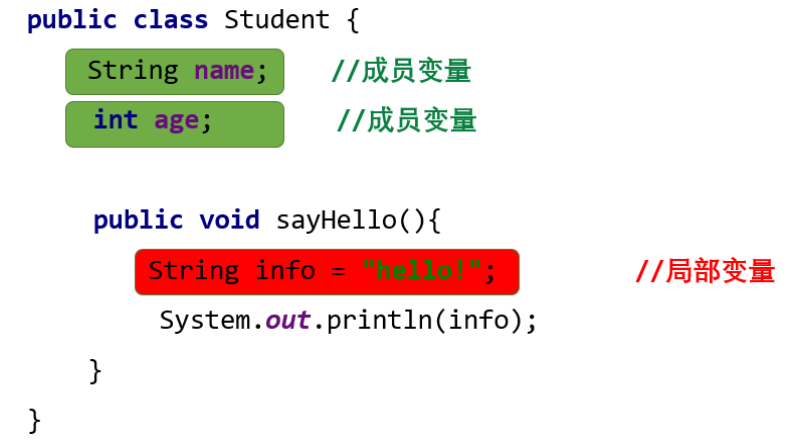 public class Student {
String name; //成员变量
int age; //成员变量
public void sayHello(){
String info = "hello!"; //局部变量
System.out.println(info);
}
}